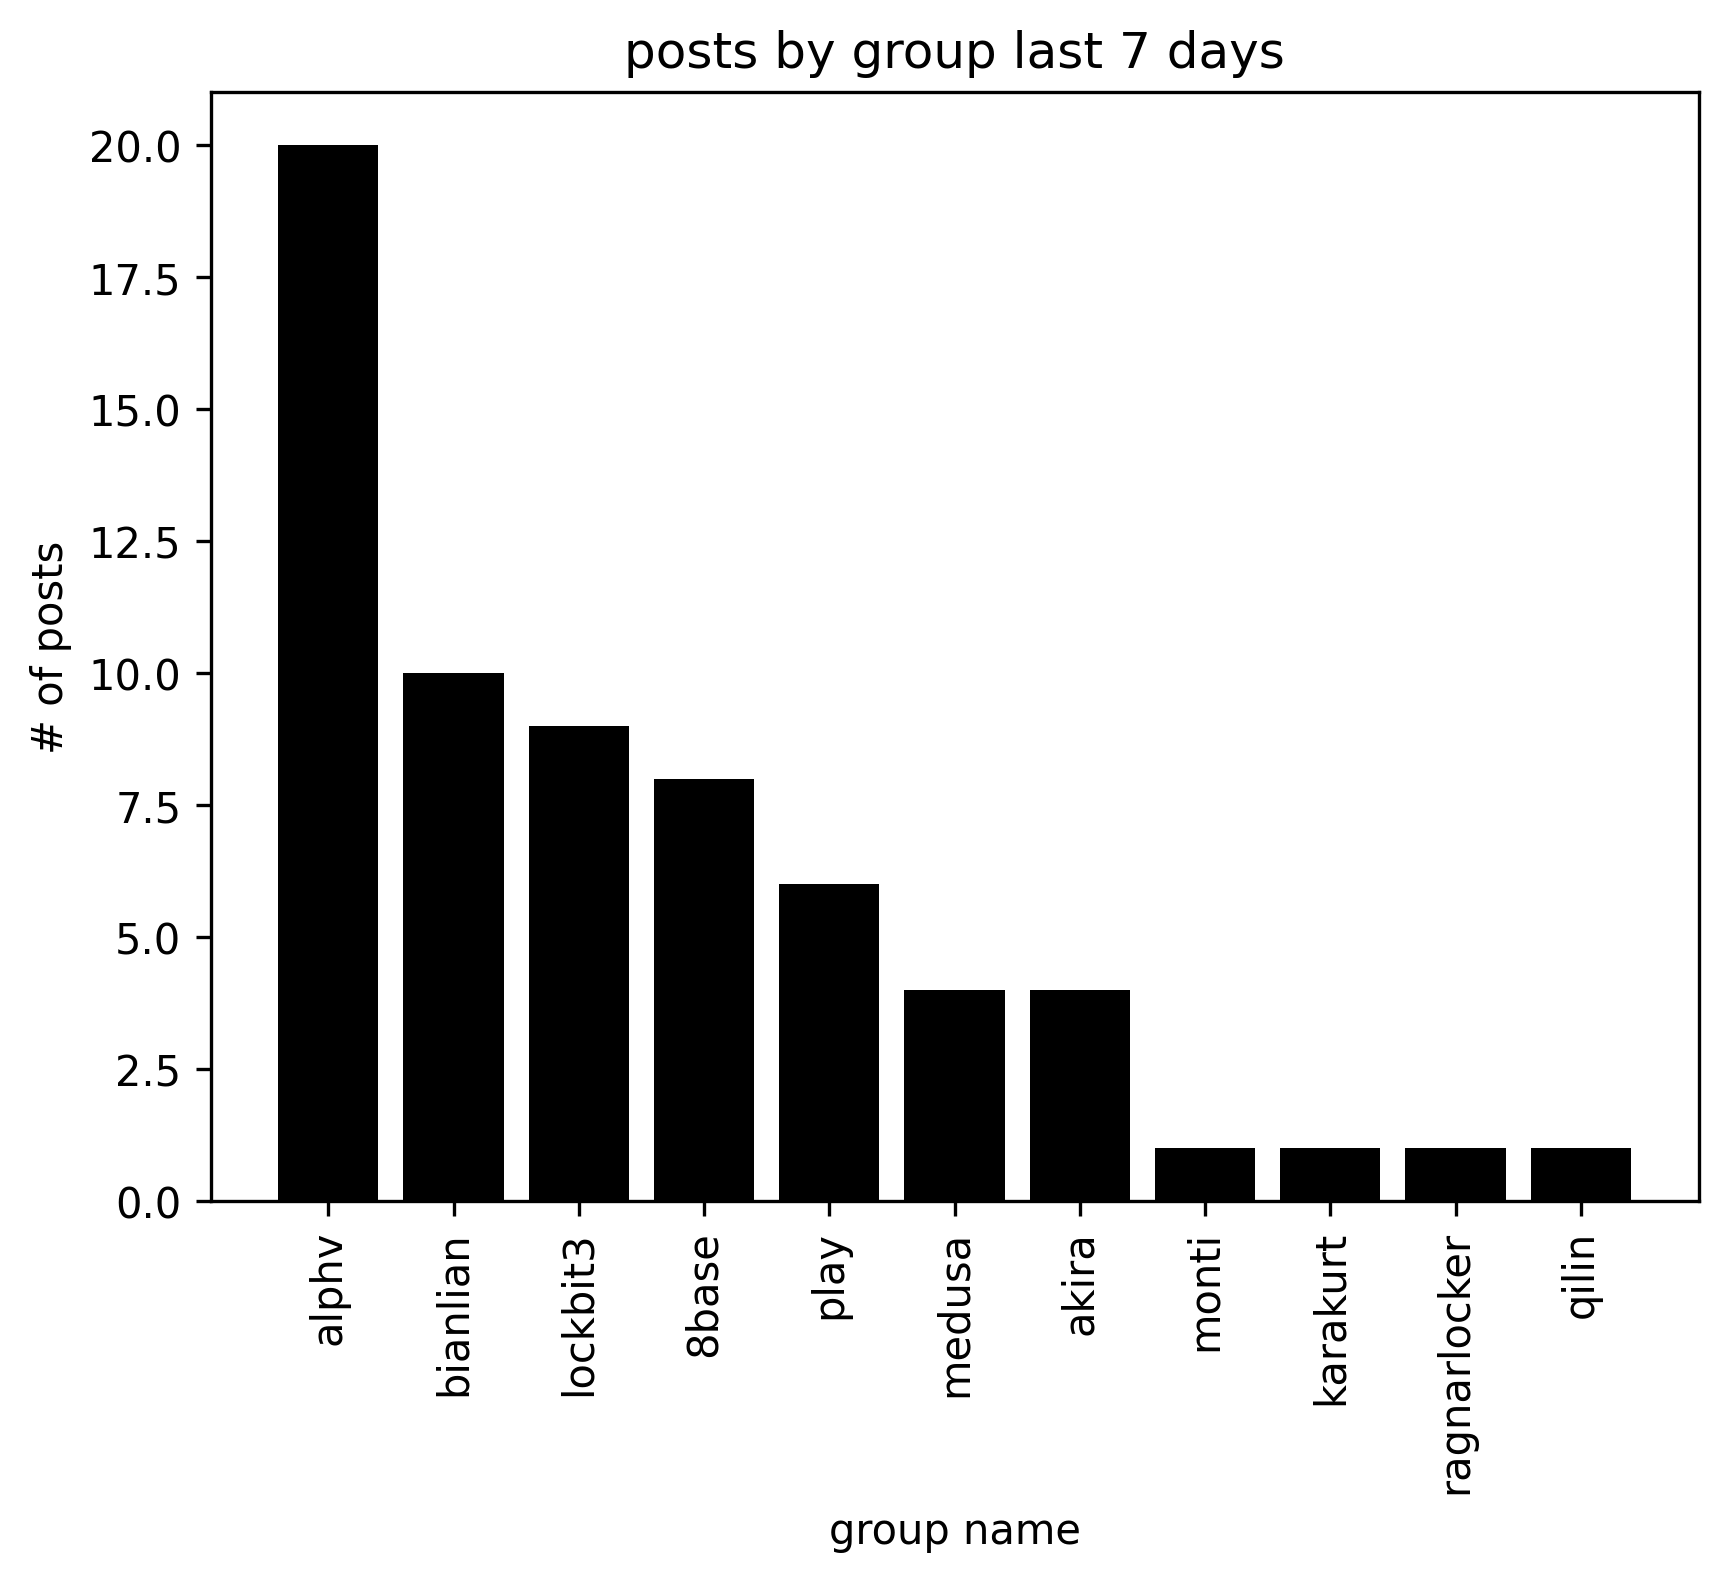 posts by group last 7 days
20.0
17.5
15.0
12.5
10.0
7.5
5.0
2.5
0.0
# of posts
alphv
bianlian
lockbit3
8base
play
medusa
akira
monti
karakurt
ragnarlocker
qilin
group name